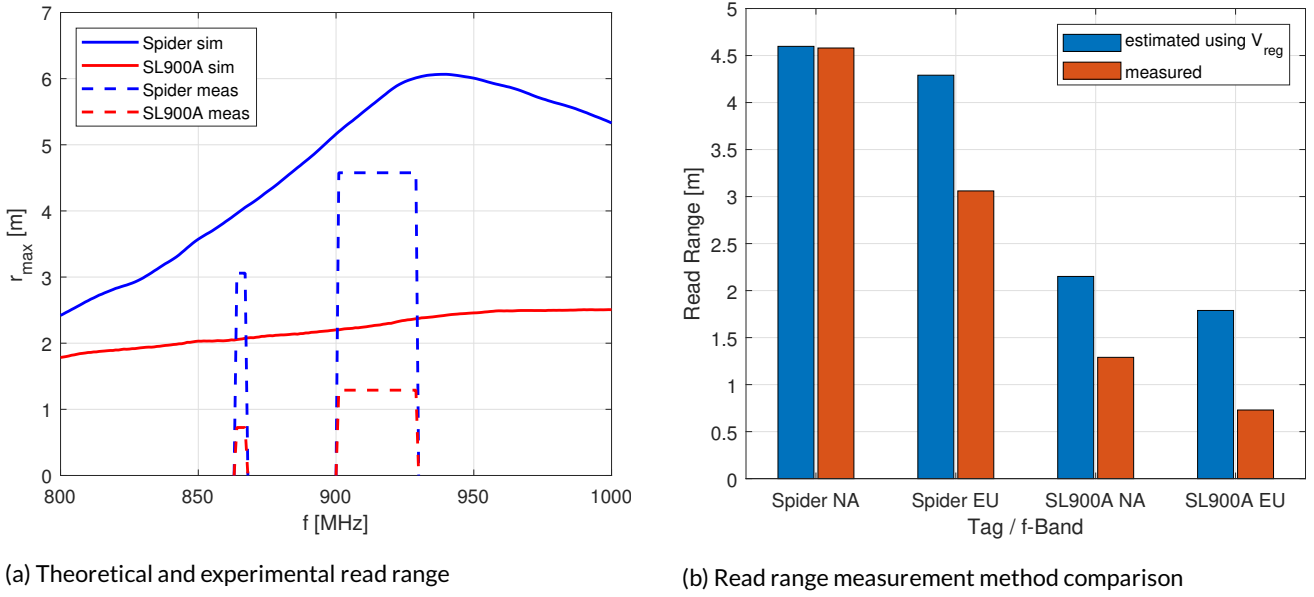 7
6
5
4
3
2
1
0
r_max [m]
Spider sim
SL900A sim
Spider meas
SL900A meas
800 850 900 950 1000
f [MHz]
(a) Theoretical and experimental read range
5
4.5
4
3.5
3
2.5
2
1.5
1
0.5
0
Read Range [m]
estimated using V_reg
measured
Spider NA Spider EU SL900A NA SL900A EU
Tag / f-Band
(b) Read range measurement method comparison